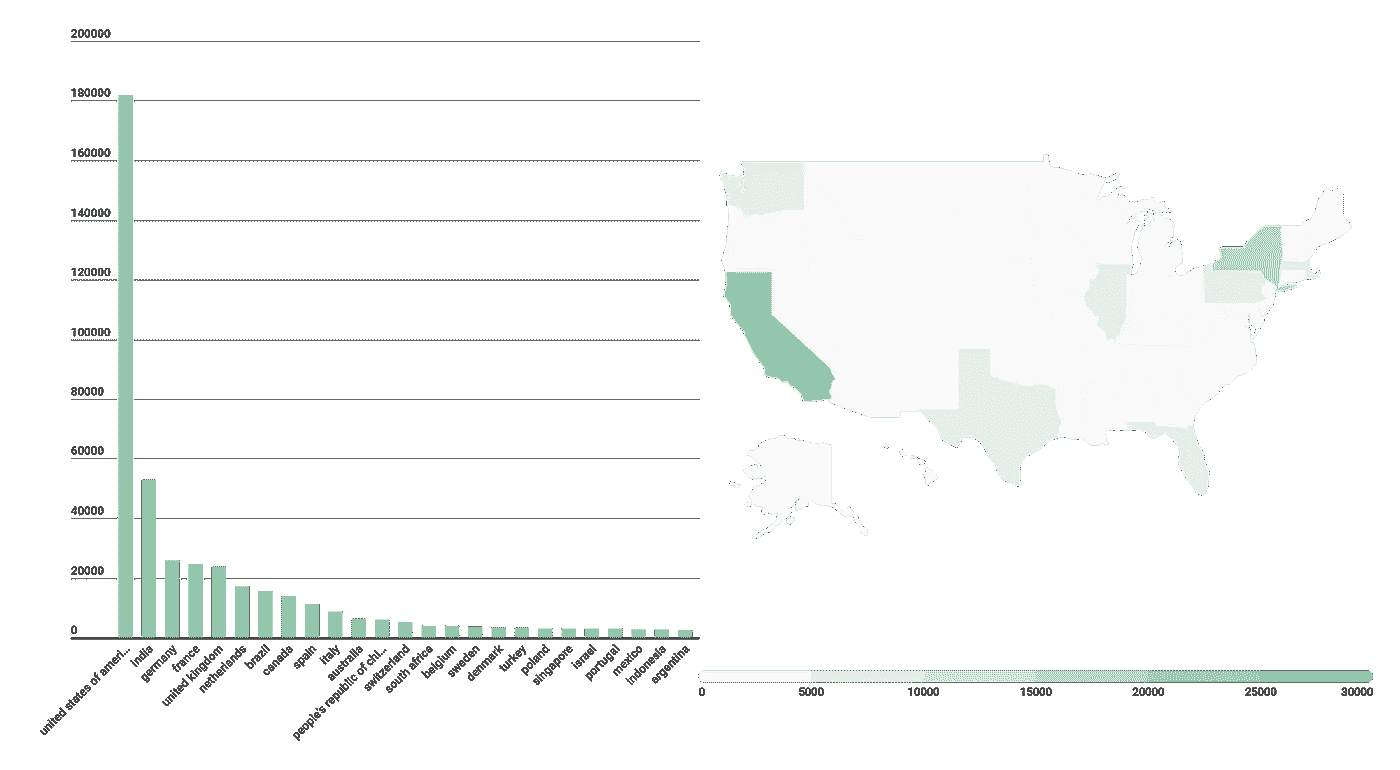 200000
180000
160000
140000
120000
100000
80000
60000
40000
20000
0
united states of ameri...
india
germany
france
united kingdom
netherlands
brazil
canada
spain
italy
australia
people's republic of chi...
switzerland
south africa
belgium
sweden
denmark
turkey
poland
singapore
israel
portugal
mexico
indonesia
argentina
0 5000 10000 15000 20000 25000 30000